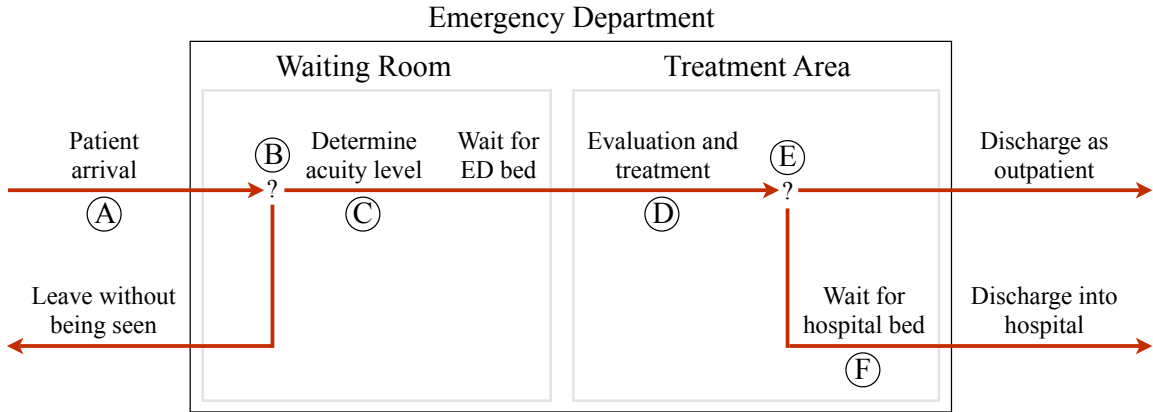 Emergency Department
Waiting Room
Treatment Area
Patient
arrival
A
B
?
Determine
acuity level
C
Wait for
ED bed
Evaluation and
treatment
D
E
?
Discharge as
outpatient
Leave without
being seen
Wait for
hospital bed
F
Discharge into
hospital